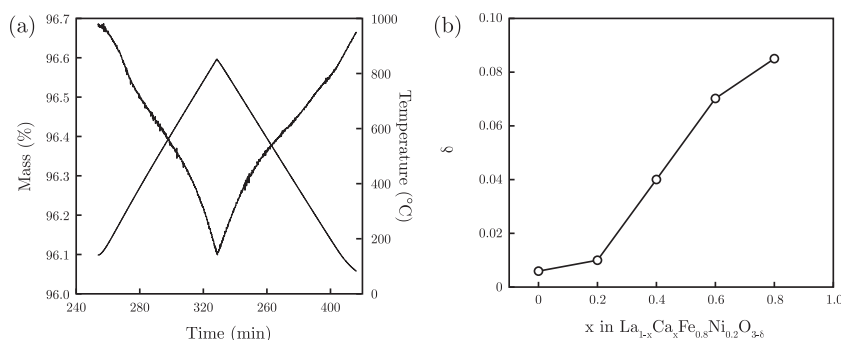 (a)
96.7
96.6
96.5
96.4
96.3
96.2
96.1
96.0
Mass (%)
1000
800
600
400
200
0
Temperature (°C)
240 280 320 260 400
Time (min)
(b)
0.10
0.08
0.06
0.04
0.02
0
δ
0 0.2 0.4 0.6 0.8 1.0
x in La₁₋ₓCaₓFe₀.₈Ni₀.₂O₃₋δ